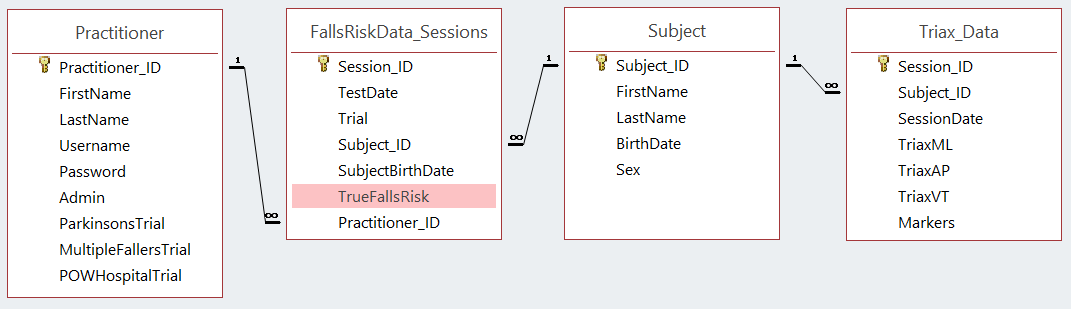 Practitioner
Practitioner_ID
FirstName
LastName
Username
Password
Admin
ParkinsonsTrial
MultipleFallersTrial
POWHospitalTrial
1
∞
FallsRiskData_Sessions
Session_ID
TestDate
Trial
Subject_ID
SubjectBirthDate
TrueFallsRisk
Practitioner_ID
1
∞
Subject
Subject_ID
FirstName
LastName
BirthDate
Sex
1
∞
Triax_Data
Session_ID
Subject_ID
SessionDate
TriaxML
TriaxAP
TriaxVT
Markers